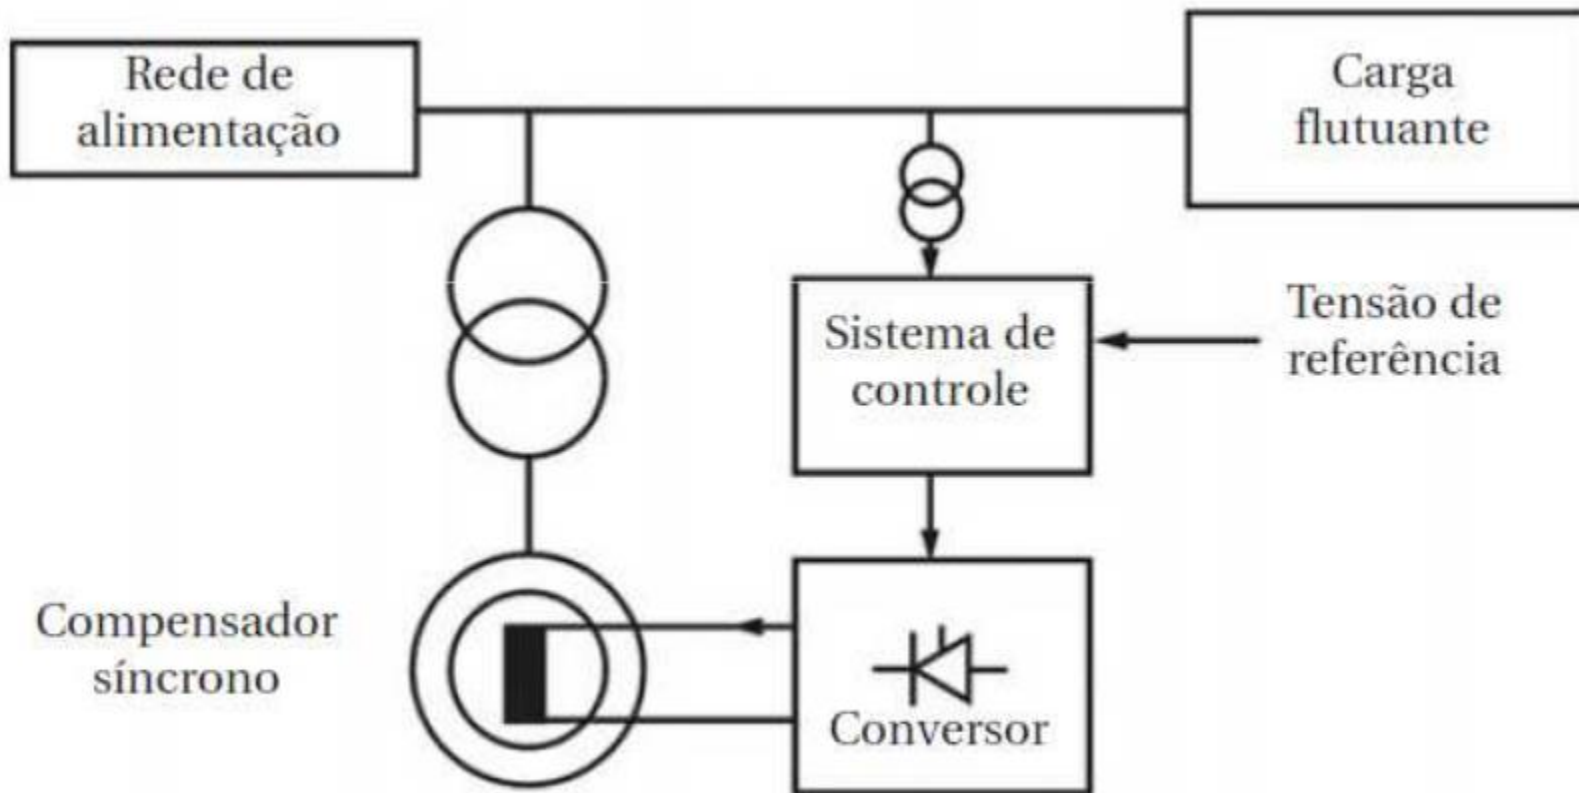 Rede de
alimentação
Carga
flutuante
Sistema de
controle
Tensão de
referência
Compensador
síncrono
Conversor